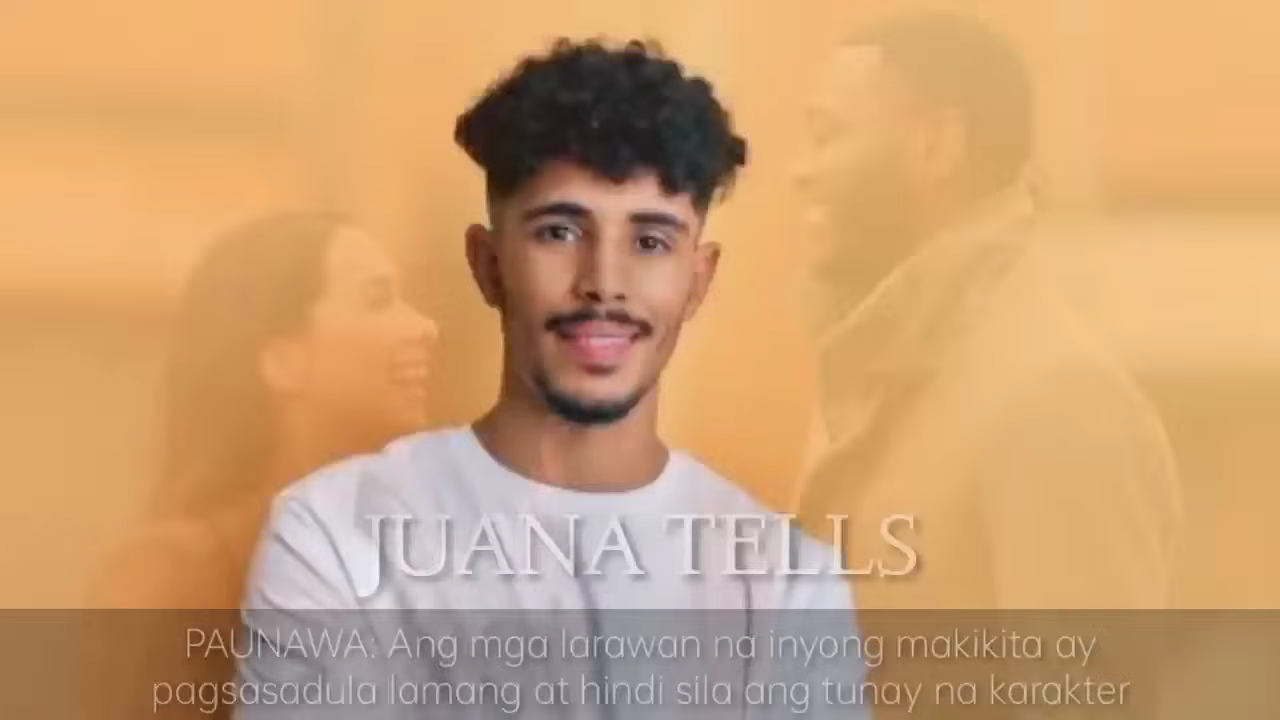 JUANA TELLS
PAUNAWA: Ang mga larawan na inyong makikita ay
pagsasadula lamang at hindi sila ang tunay na karakter